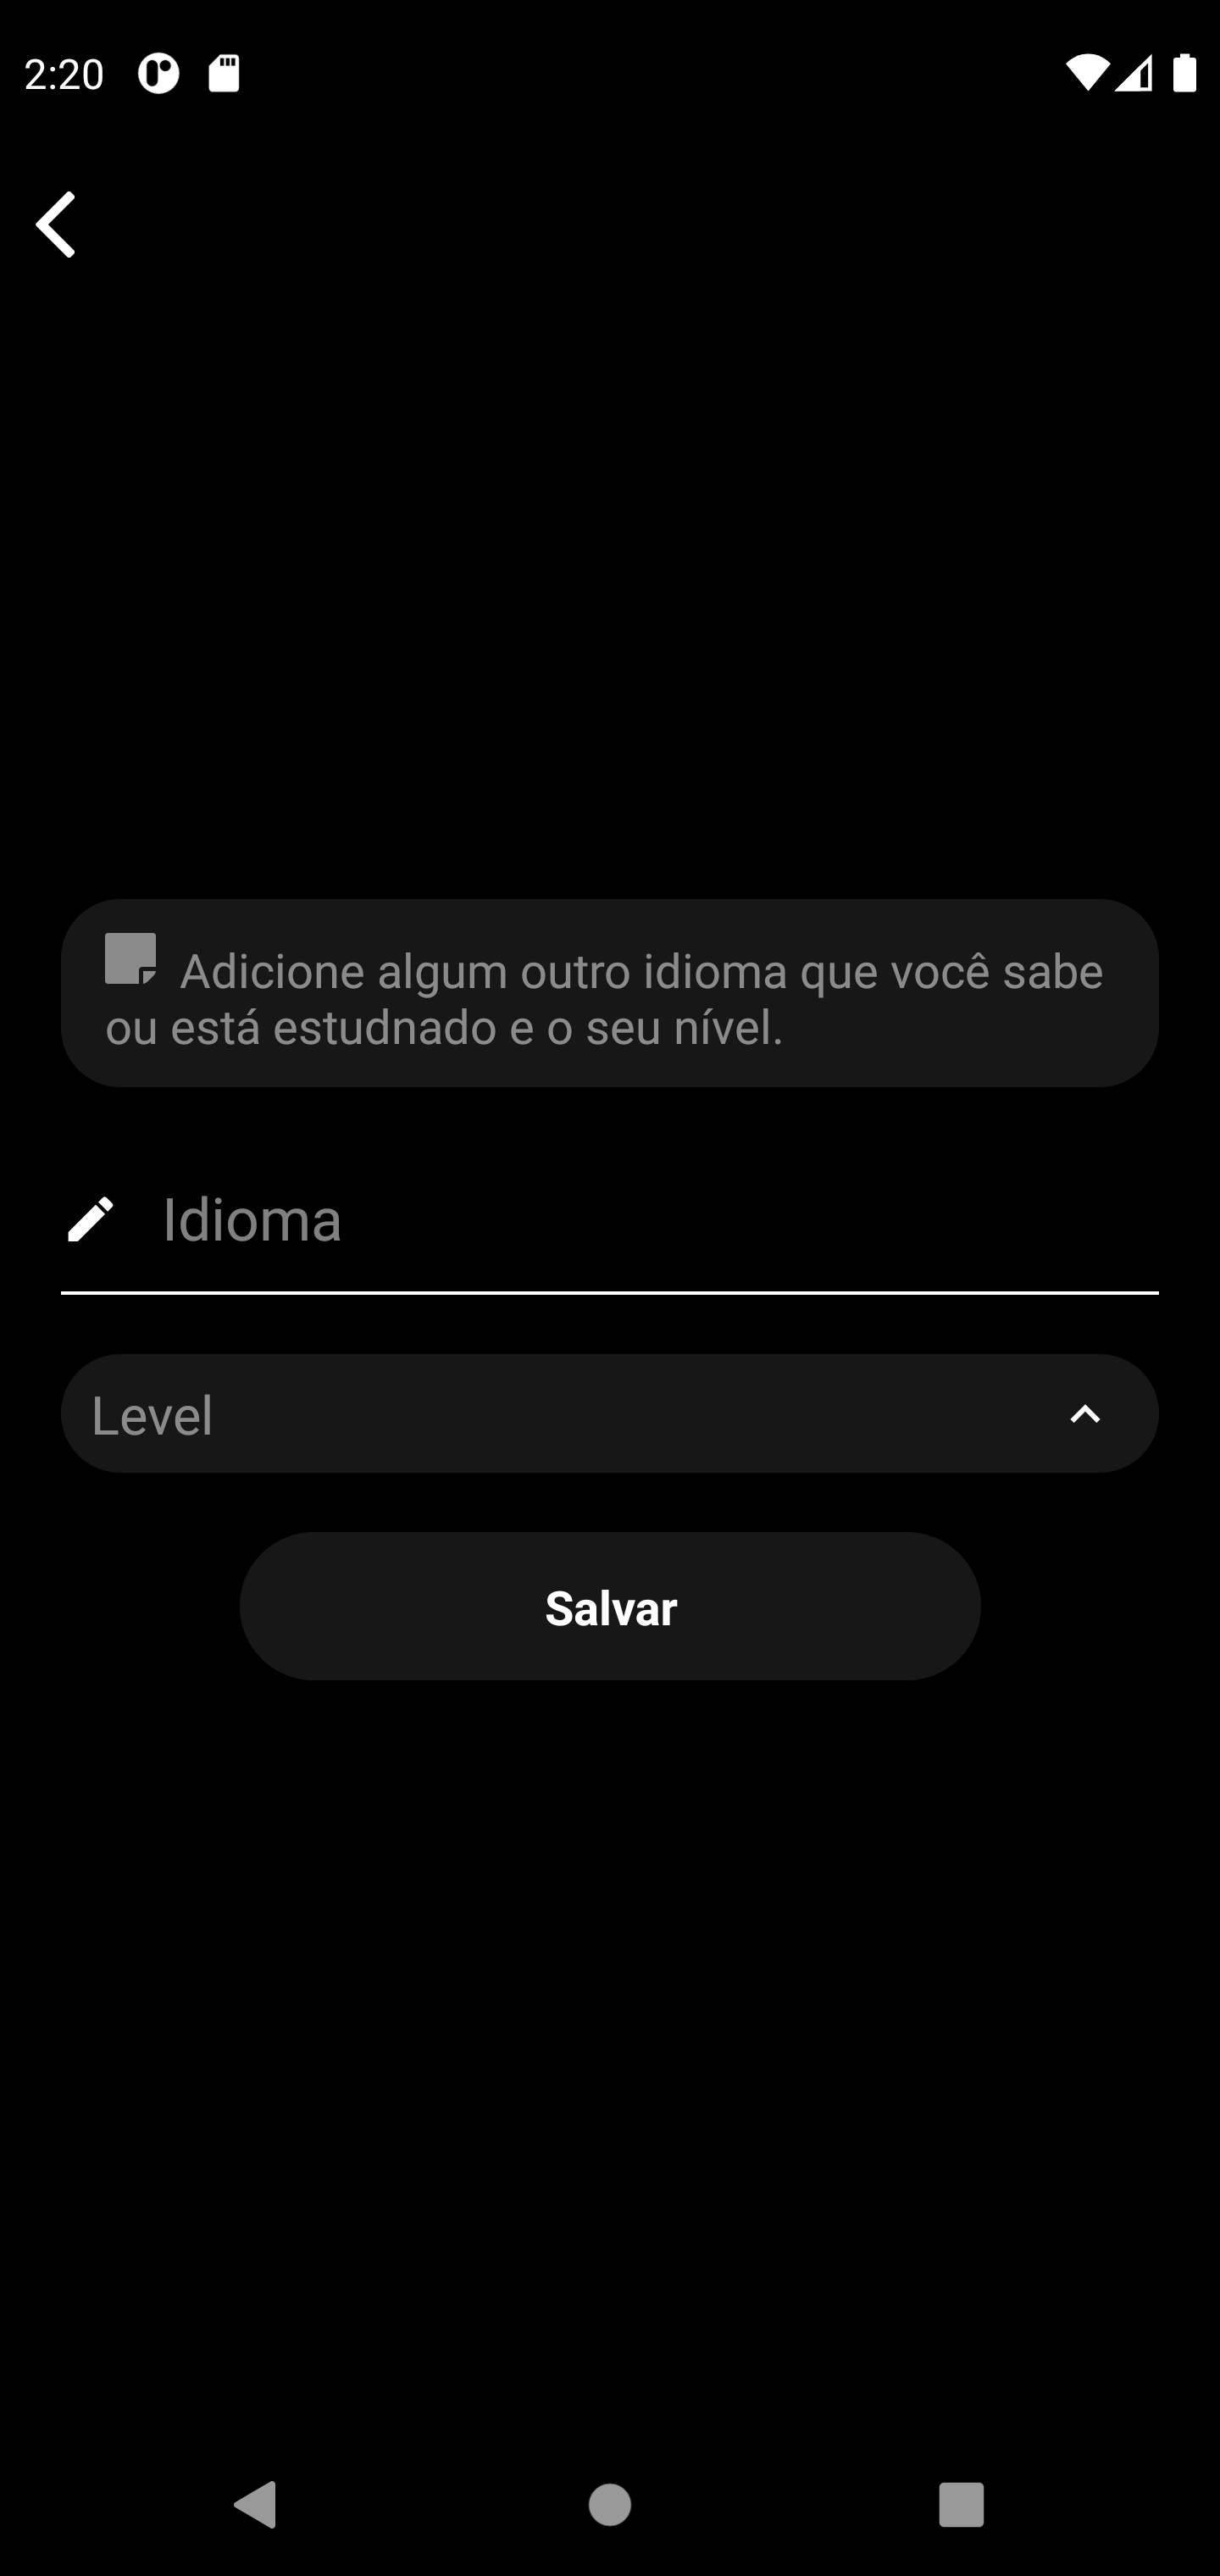 2:20
Adicione algum outro idioma que você sabe
ou está estudnado e o seu nível.
Idioma
Level
Salvar